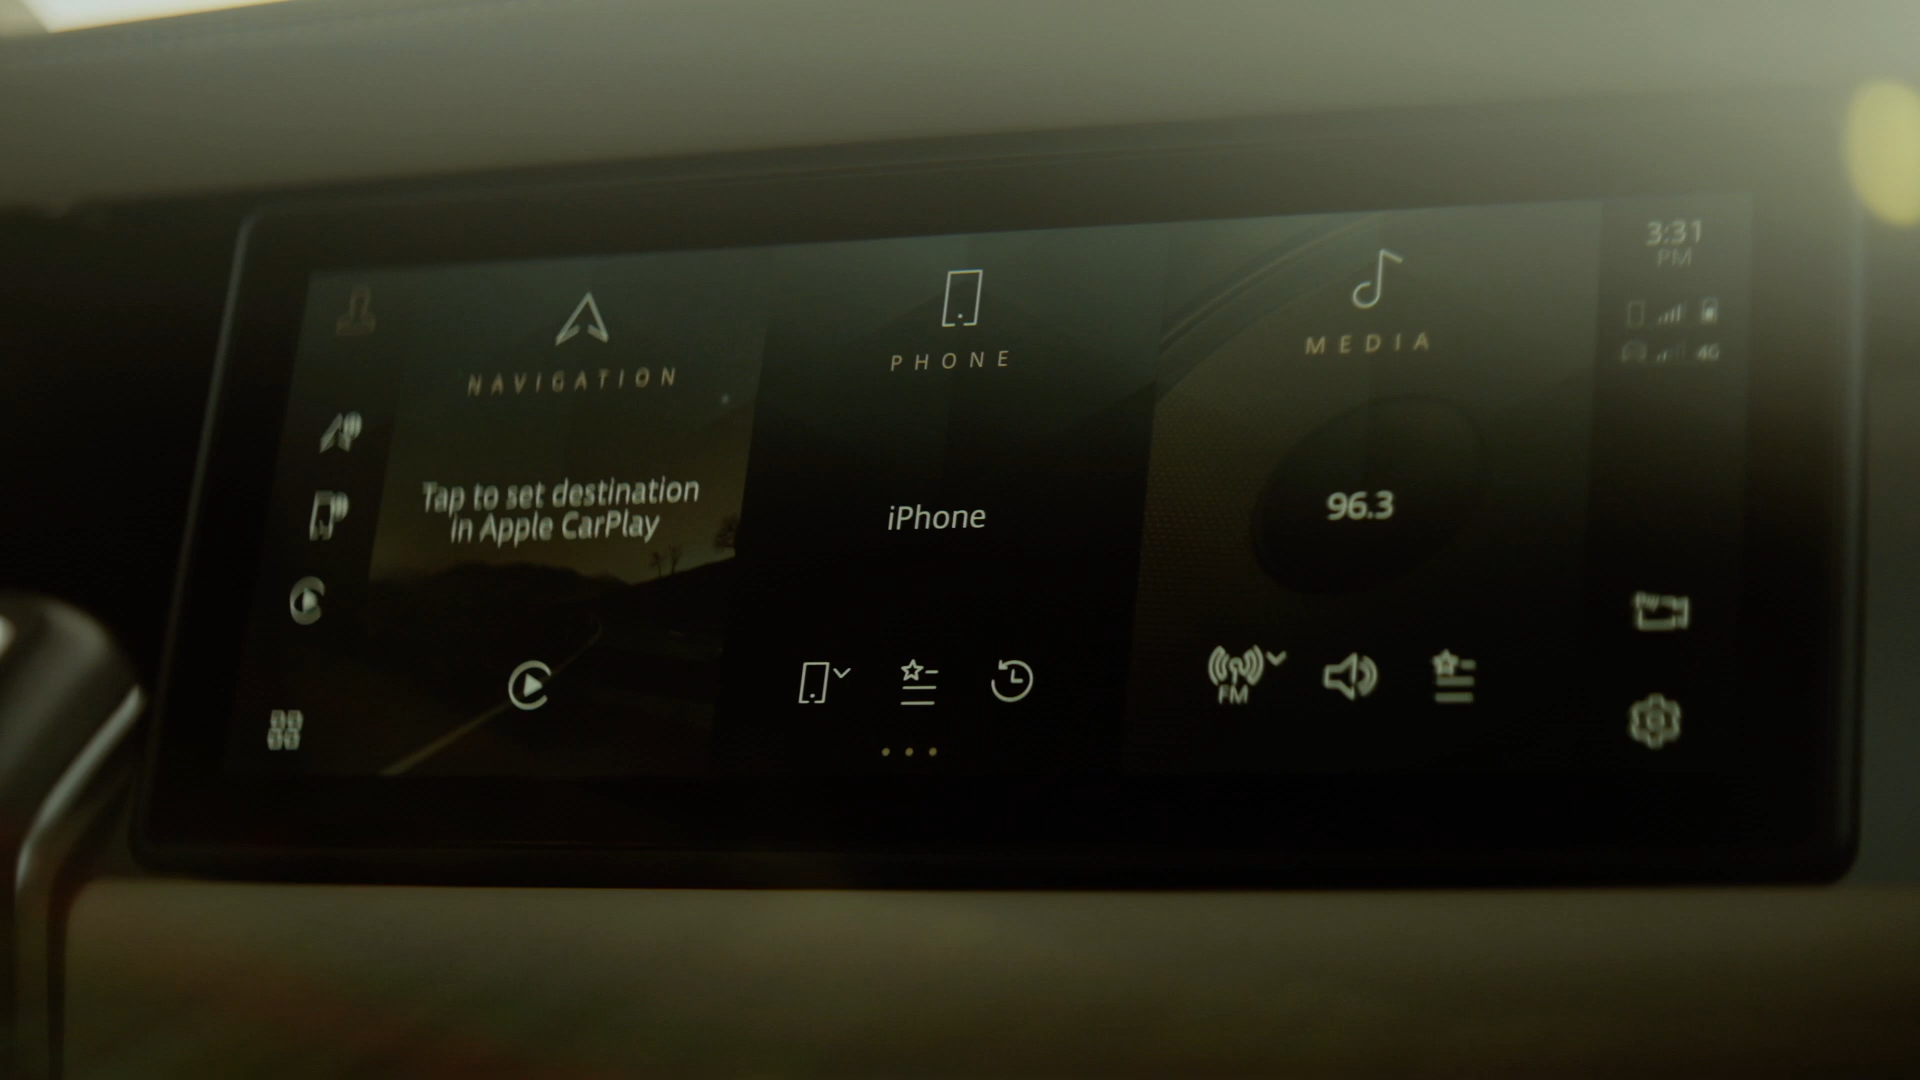 3:31
PM
4G
NAVIGATION
PHONE
MEDIA
Tap to set destination
in Apple CarPlay
iPhone
96.3
FM